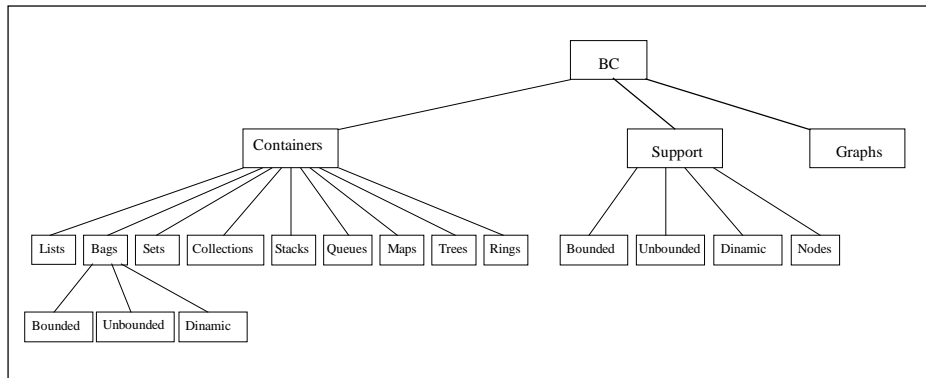 BC
Containers
Support
Graphs
Lists
Bags
Sets
Collections
Stacks
Queues
Maps
Trees
Rings
Bounded
Unbounded
Dinamic
Nodes
Bounded
Unbounded
Dinamic